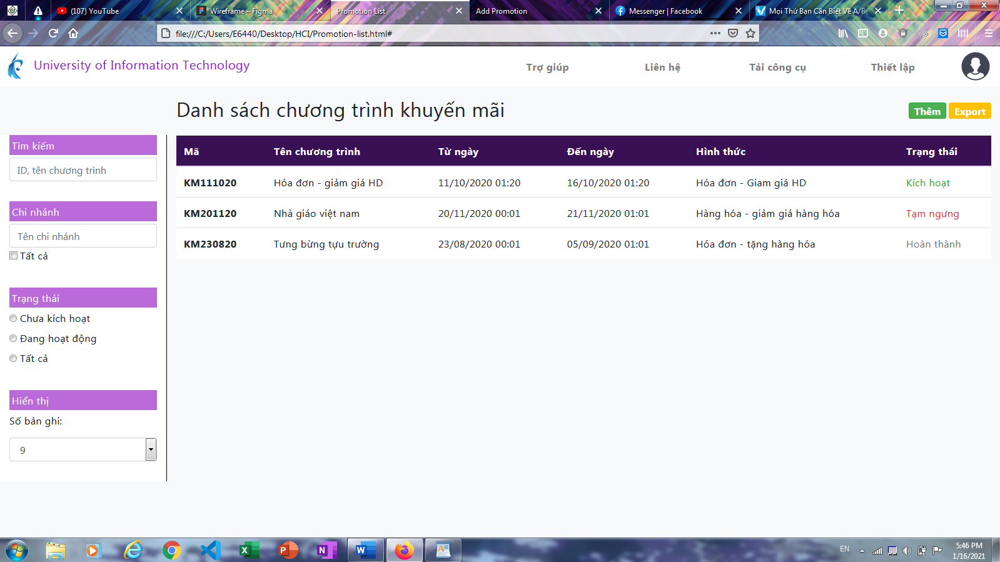 (107) YouTube
Wireframe – Figma
Promotion List
Add Promotion
Messenger | Facebook
Mọi Thứ Bạn Cần Biết Về A/B
file:///C:/Users/E6440/Desktop/HCI/Promotion-list.html#
University of Information Technology
Trợ giúp
Liên hệ
Tải công cụ
Thiết lập
Danh sách chương trình khuyến mãi
Thêm
Export
Tìm kiếm
ID, tên chương trình
Chi nhánh
Tên chi nhánh
Tất cả
Trạng thái
Chưa kích hoạt
Đang hoạt động
Tất cả
Hiển thị
Số bản ghi:
9
Mã Tên chương trình Từ ngày Đến ngày Hình thức Trạng thái
KM111020 Hóa đơn - giảm giá HD 11/10/2020 01:20 16/10/2020 01:20 Hóa đơn - Giam giá HD Kích hoạt
KM201120 Nhà giáo việt nam 20/11/2020 00:01 21/11/2020 01:01 Hàng hóa - giảm giá hàng hóa Tạm ngưng
KM230820 Tưng bừng tựu trường 23/08/2020 00:01 05/09/2020 01:01 Hóa đơn - tặng hàng hóa Hoàn thành
EN
5:46 PM
1/16/2021